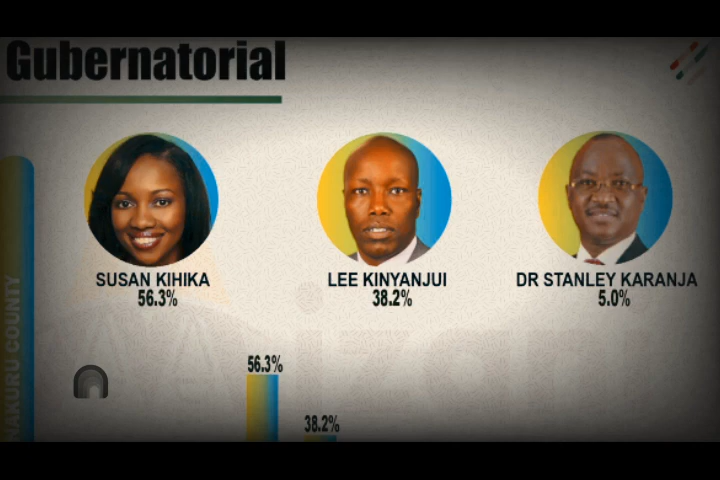 Gubernatorial
SUSAN KIHIKA
56.3%
LEE KINYANJUI
38.2%
DR STANLEY KARANJA
5.0%
NAKURU COUNTY
56.3%
38.2%